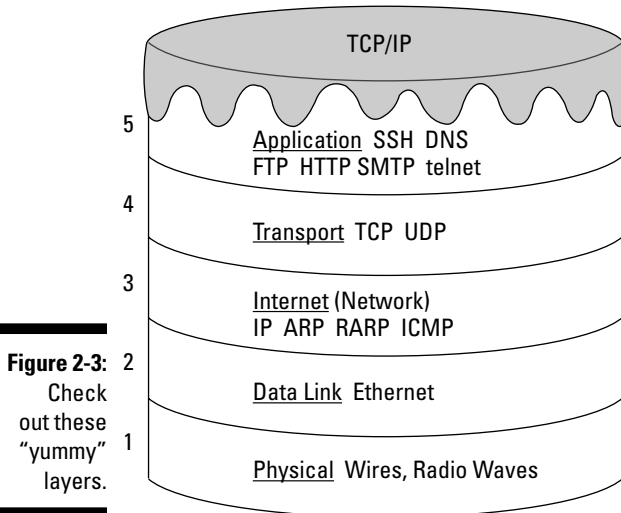 TCP/IP
5
Application SSH DNS
FTP HTTP SMTP telnet
4
Transport TCP UDP
3
Internet (Network)
IP ARP RARP ICMP
2
Data Link Ethernet
1
Physical Wires, Radio Waves
Figure 2-3:
Check
out these
“yummy”
layers.